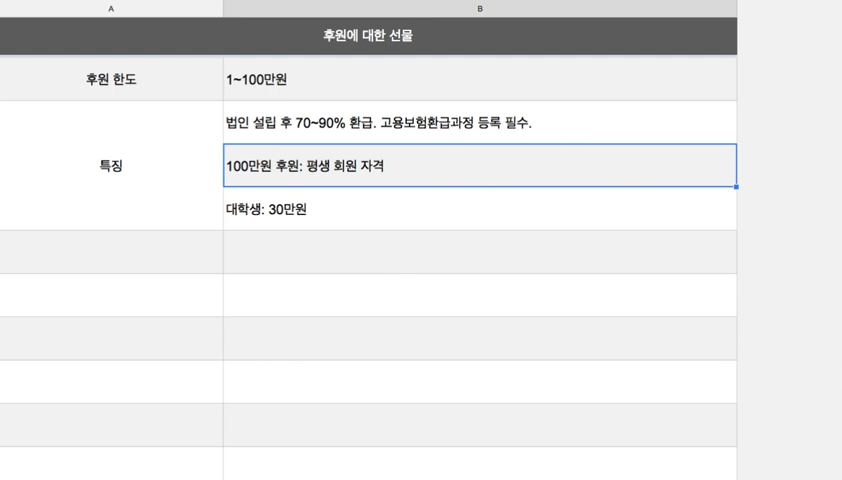 A
B
후원에 대한 선물
후원 한도
1~100만원
법인 설립 후 70~90% 환급. 고용보험환급과정 등록 필수.
특징
100만원 후원: 평생 회원 자격
대학생: 30만원